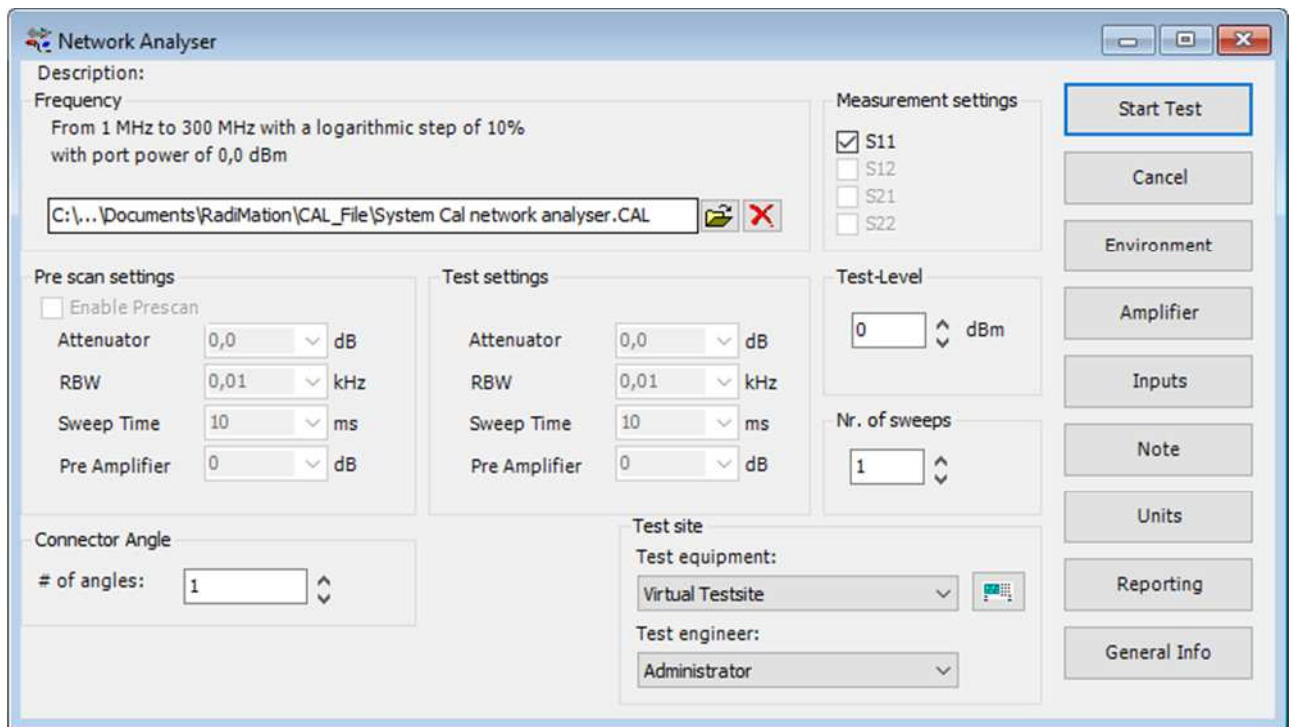 Network Analyser
Description:
Frequency
From 1 MHz to 300 MHz with a logarithmic step of 10%
with port power of 0,0 dBm
C:\...\Documents\RadiMation\CAL_File\System Cal network analyser.CAL
Measurement settings
S11
S12
S21
S22
Pre scan settings
Enable Prescan
Attenuator 0,0 dB
RBW 0,01 kHz
Sweep Time 10 ms
Pre Amplifier 0 dB
Test settings
Attenuator 0,0 dB
RBW 0,01 kHz
Sweep Time 10 ms
Pre Amplifier 0 dB
Test-Level
0 dBm
Nr. of sweeps
1
Connector Angle
# of angles: 1
Test site
Test equipment:
Virtual Testsite
Test engineer:
Administrator
Start Test
Cancel
Environment
Amplifier
Inputs
Note
Units
Reporting
General Info